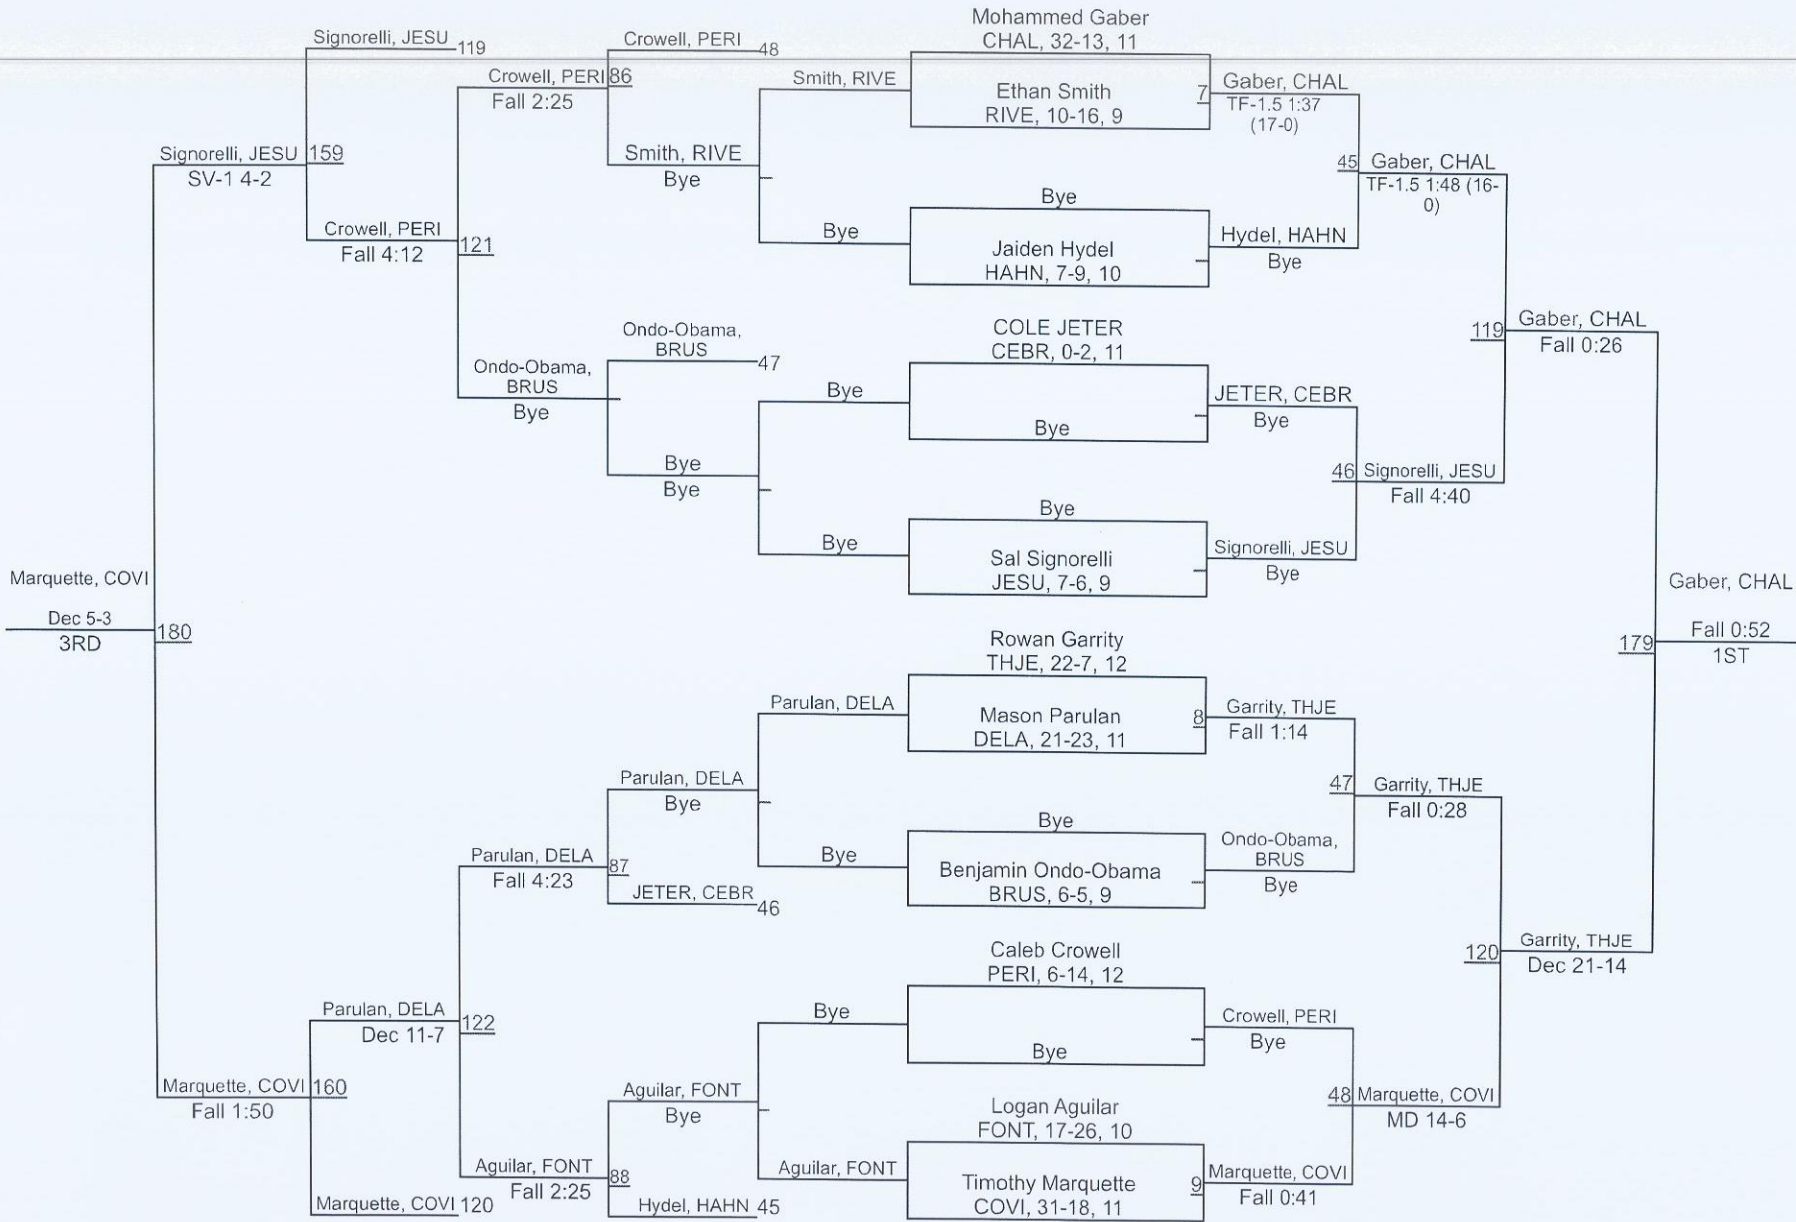 Signorelli, JESU
119
Signorelli, JESU
159
SV-1 4-2
Crowell, PERI
Fall 4:12
121
Crowell, PERI
86
Fall 2:25
Crowell, PERI
48
Smith, RIVE
Bye
Smith, RIVE
Bye
Ondo-Obama,
BRUS
Bye
Ondo-Obama,
BRUS
47
Bye
Bye
Bye
Bye
Marquette, COVI
Dec 5-3
3RD
180
Marquette, COVI
160
Fall 1:50
Parulan, DELA
Dec 11-7
122
Marquette, COVI
120
Parulan, DELA
Fall 4:23
87
Parulan, DELA
Bye
JETER, CEBR
46
Parulan, DELA
Bye
Aguilar, FONT
Fall 2:25
88
Aguilar, FONT
Bye
Hydel, HAHN
45
Bye
Aguilar, FONT
Mohammed Gaber
CHAL, 32-13, 11
Ethan Smith
RIVE, 10-16, 9
7
Bye
Jaiden Hydel
HAHN, 7-9, 10
COLE JETER
CEBR, 0-2, 11
Bye
Bye
Sal Signorelli
JESU, 7-6, 9
Rowan Garrity
THJE, 22-7, 12
Mason Parulan
DELA, 21-23, 11
8
Bye
Benjamin Ondo-Obama
BRUS, 6-5, 9
Caleb Crowell
PERI, 6-14, 12
Bye
Logan Aguilar
FONT, 17-26, 10
Timothy Marquette
COVI, 31-18, 11
9
Gaber, CHAL
TF-1.5 1:37
(17-0)
Hydel, HAHN
Bye
45
Gaber, CHAL
TF-1.5 1:48 (16-
0)
JETER, CEBR
Bye
Signorelli, JESU
Bye
46
Signorelli, JESU
Fall 4:40
119
Gaber, CHAL
Fall 0:26
Garrity, THJE
Fall 1:14
Ondo-Obama,
BRUS
Bye
47
Garrity, THJE
Fall 0:28
Crowell, PERI
Bye
Marquette, COVI
Fall 0:41
48
Marquette, COVI
MD 14-6
120
Garrity, THJE
Dec 21-14
179
Gaber, CHAL
Fall 0:52
1ST